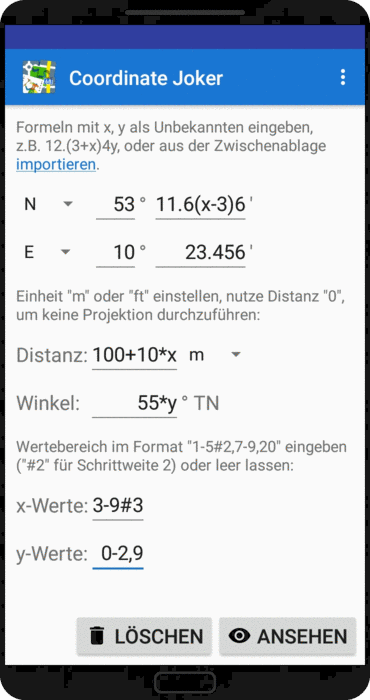 Coordinate Joker
Formeln mit x, y als Unbekannten eingeben,
z.B. 12.(3+x)4y, oder aus der Zwischenablage
importieren.
N 53 ° 11.6(x-3)6 '
E 10 ° 23.456 '
Einheit "m" oder "ft" einstellen, nutze Distanz "0",
um keine Projektion durchzuführen:
Distanz: 100+10*x m
Winkel: 55*y ° TN
Wertebereich im Format "1-5#2,7-9,20" eingeben
("#2" für Schrittweite 2) oder leer lassen:
x-Werte: 3-9#3
y-Werte: 0-2,9
LÖSCHEN ANSEHEN